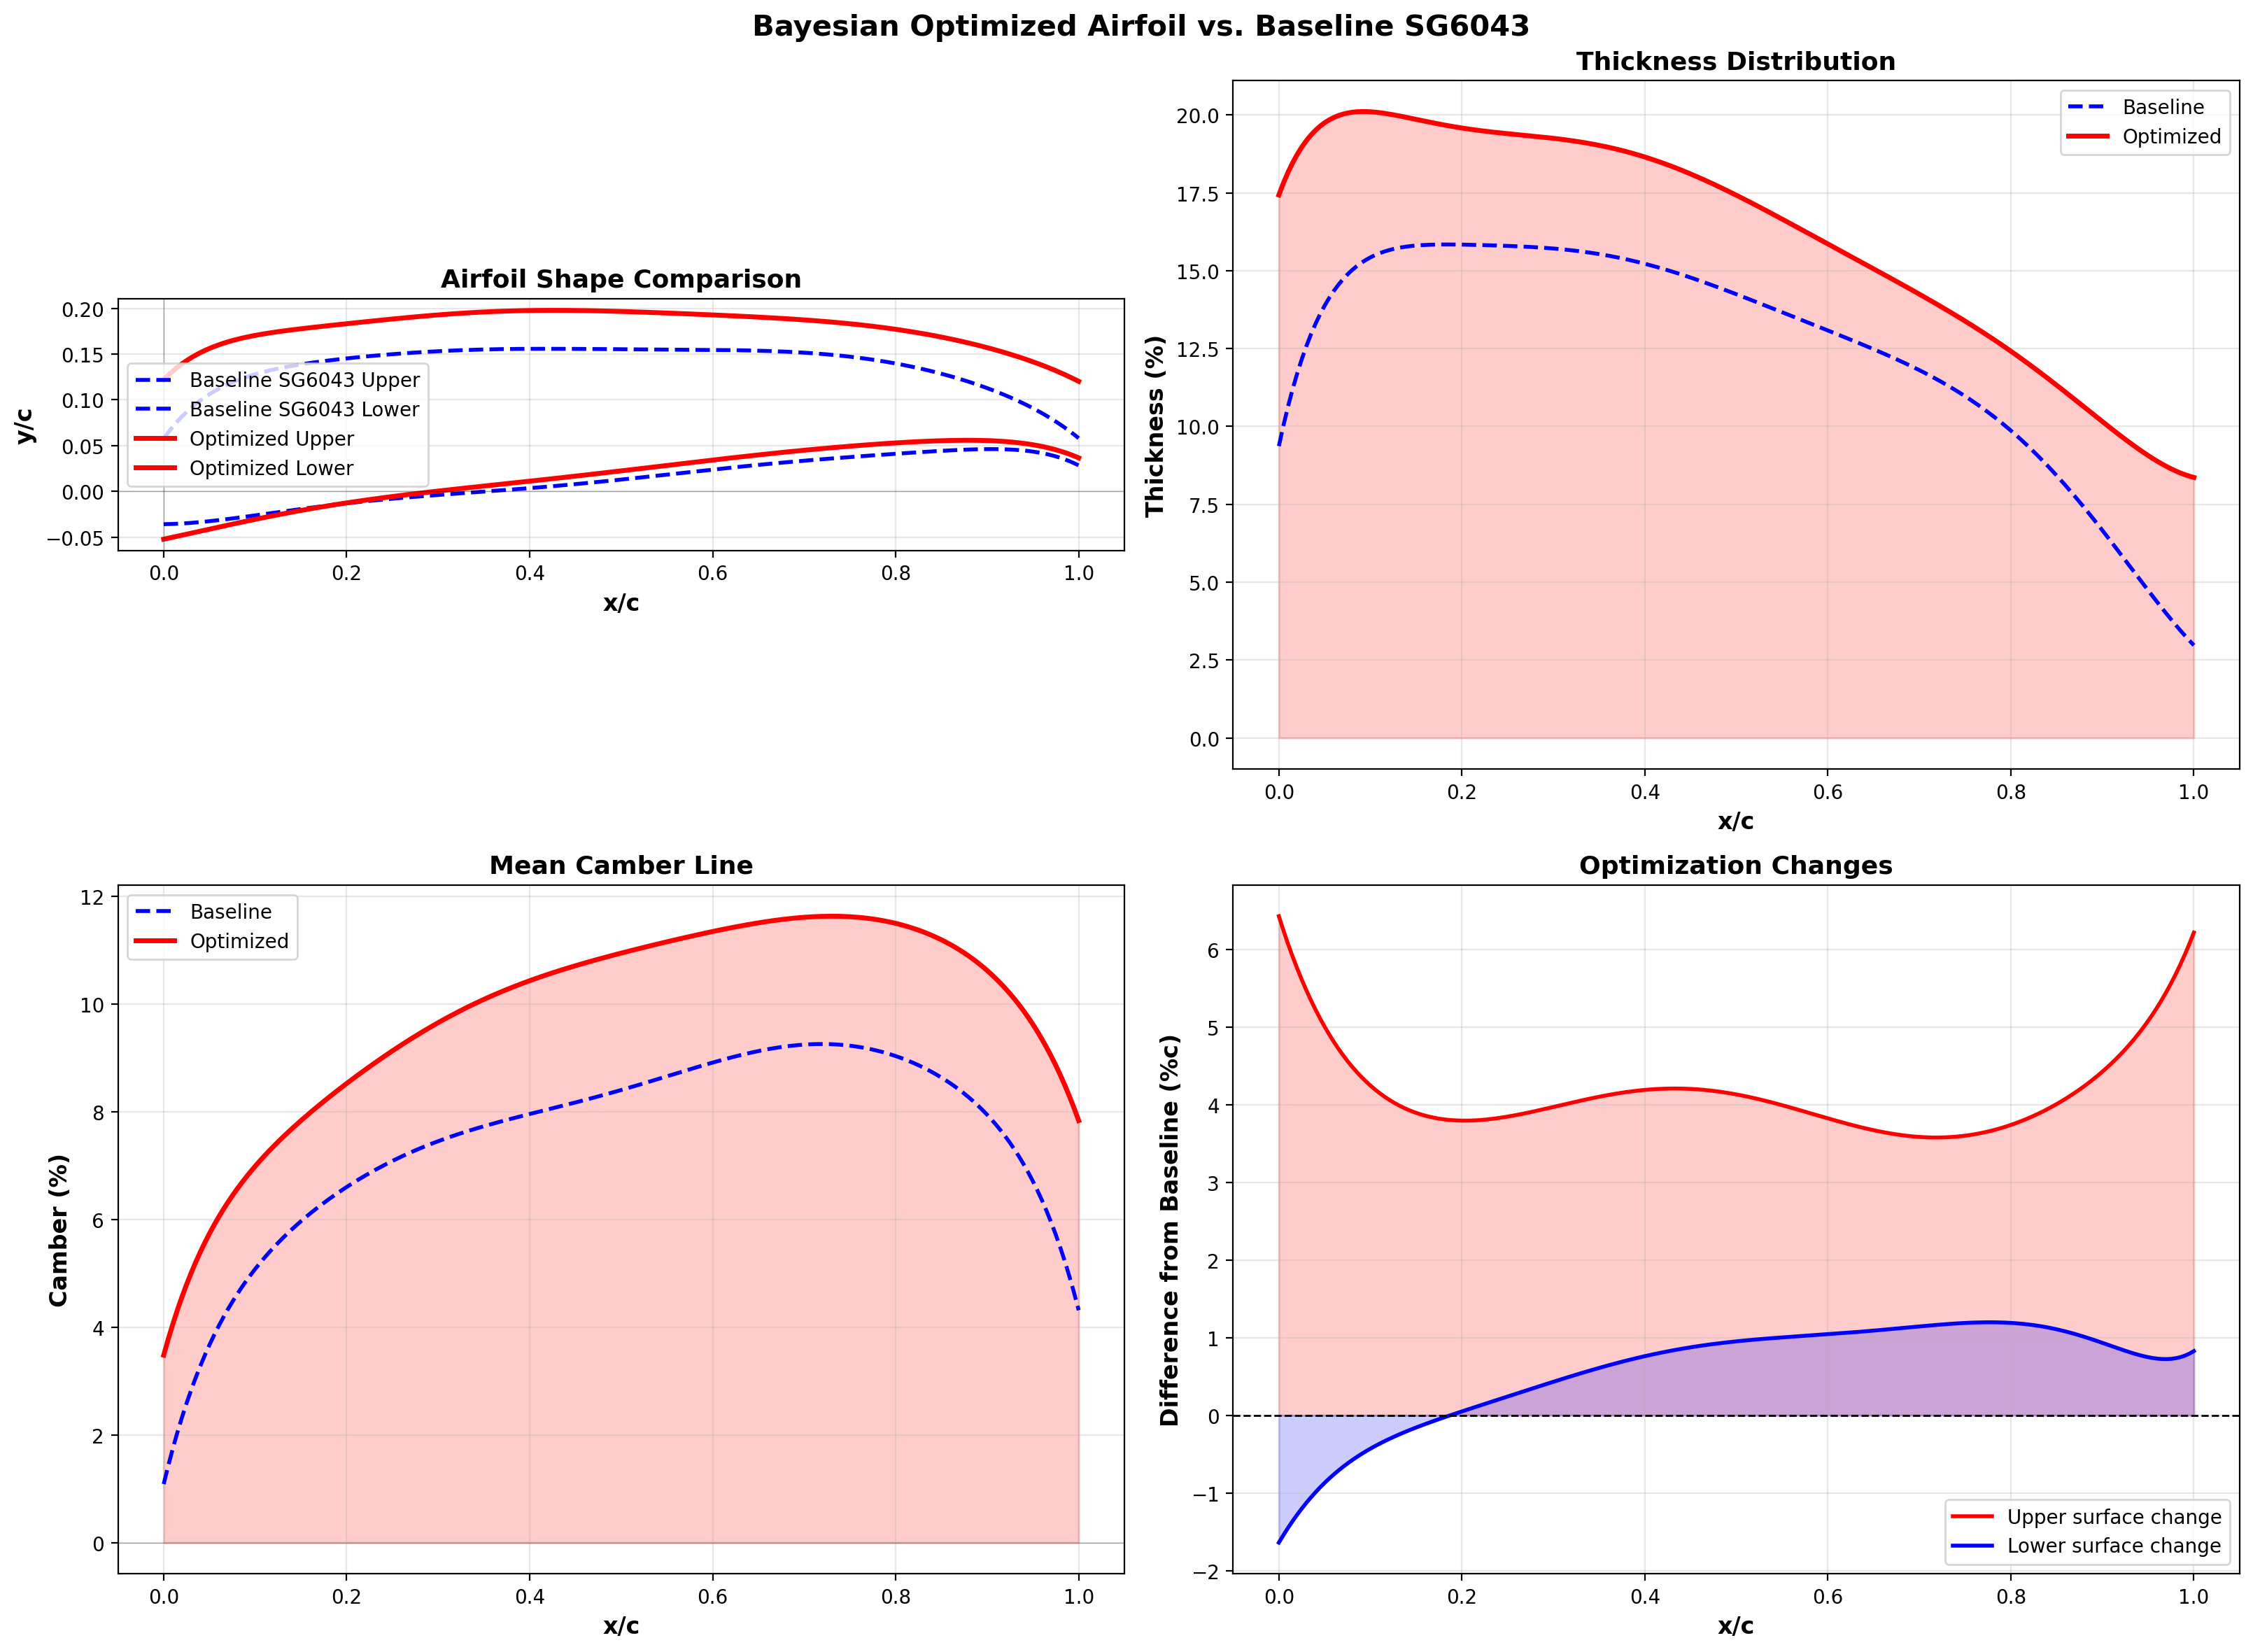 Bayesian Optimized Airfoil vs. Baseline SG6043
Airfoil Shape Comparison
y/c
0.20
0.15
0.10
0.05
0.00
−0.05
Baseline SG6043 Upper
Baseline SG6043 Lower
Optimized Upper
Optimized Lower
0.0 0.2 0.4 0.6 0.8 1.0
x/c
Thickness Distribution
Thickness (%)
20.0
17.5
15.0
12.5
10.0
7.5
5.0
2.5
0.0
Baseline
Optimized
0.0 0.2 0.4 0.6 0.8 1.0
x/c
Mean Camber Line
Camber (%)
12
10
8
6
4
2
0
Baseline
Optimized
0.0 0.2 0.4 0.6 0.8 1.0
x/c
Optimization Changes
Difference from Baseline (%c)
6
5
4
3
2
1
0
−1
−2
Upper surface change
Lower surface change
0.0 0.2 0.4 0.6 0.8 1.0
x/c